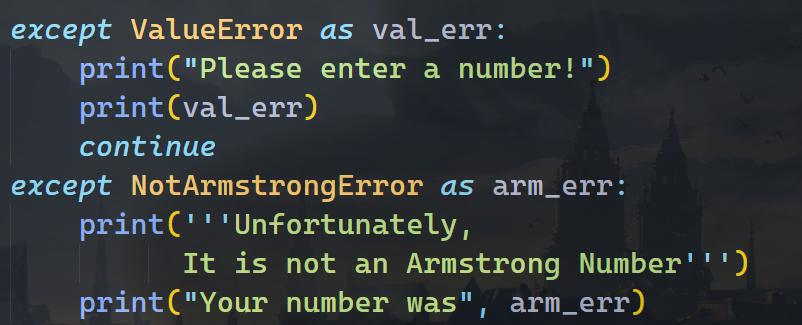 except ValueError as val_err:
    print("Please enter a number!")
    print(val_err)
    continue
except NotArmstrongError as arm_err:
    print('''Unfortunately,
          It is not an Armstrong Number''')
    print("Your number was", arm_err)